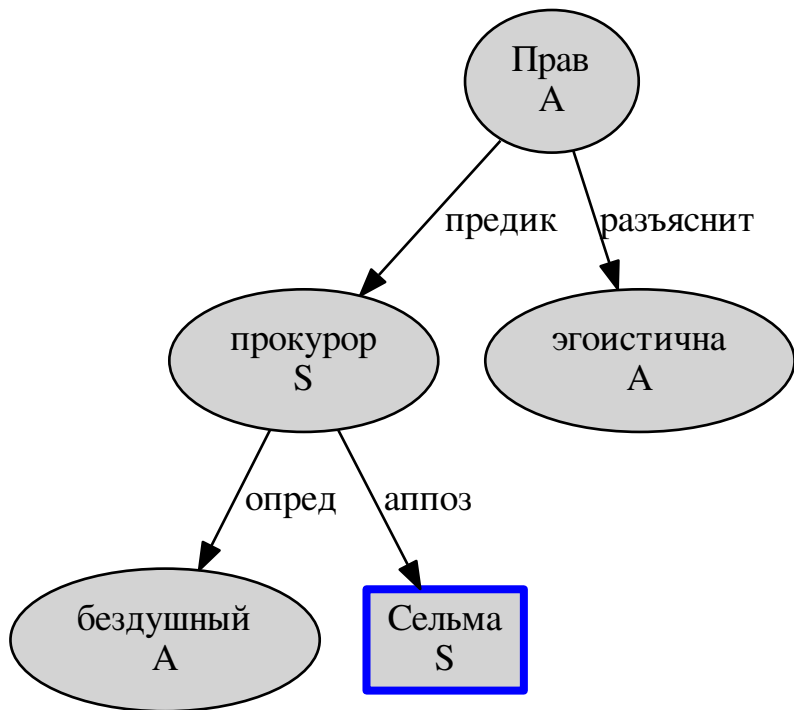 Прав
A
предик
разъяснит
прокурор
S
эгоистична
A
опред
аппоз
бездушный
A
Сельма
S